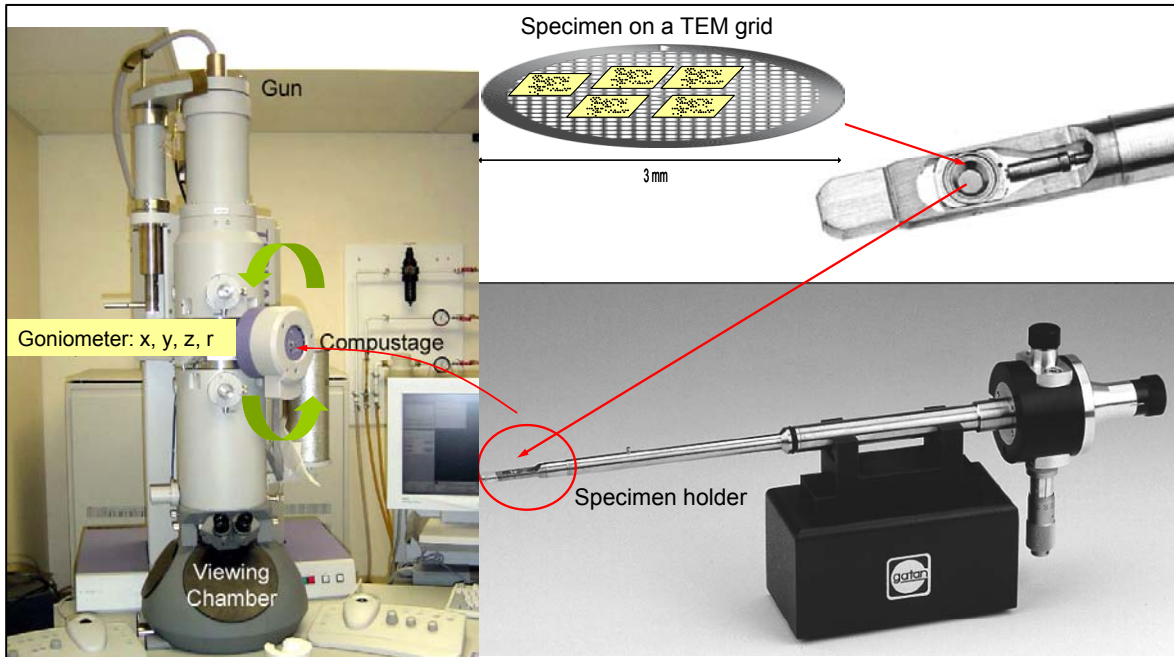 Gun
Goniometer: x, y, z, r
Compustage
Viewing
Chamber
Specimen on a TEM grid
3 mm
Specimen holder
gatan